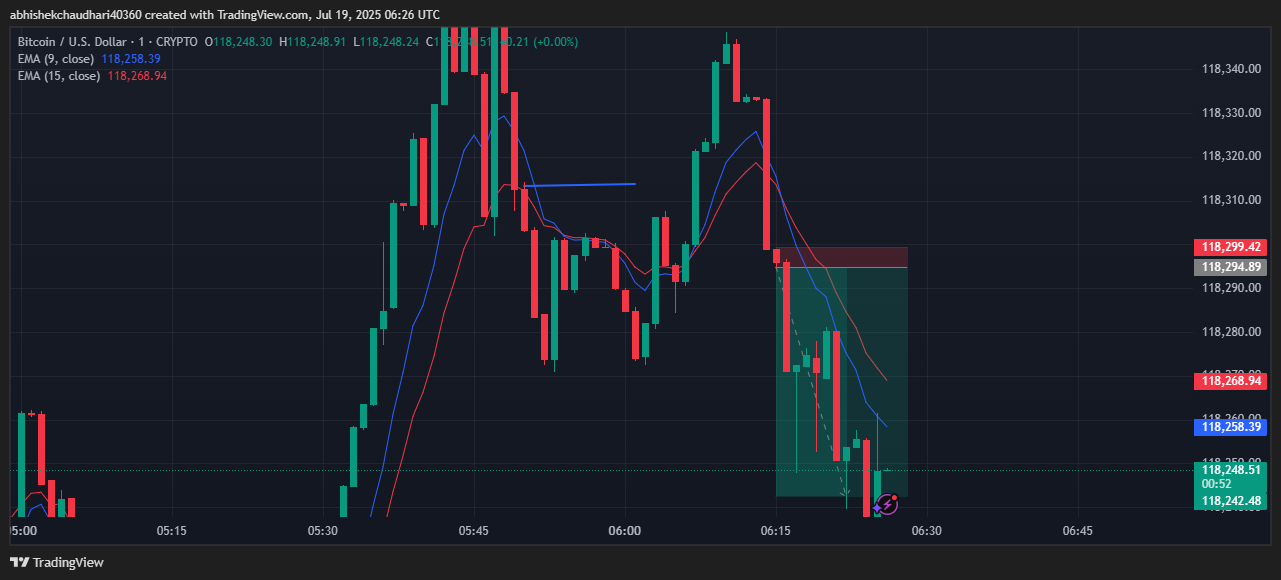 abhishekchaudhari40360 created with TradingView.com, Jul 19, 2025 06:26 UTC
Bitcoin / U.S. Dollar · 1 · CRYPTO O118,248.30 H118,248.91 L118,248.24 C118,248.51 +0.21 (+0.00%)
EMA (9, close) 118,258.39
EMA (15, close) 118,268.94
118,340.00
118,330.00
118,320.00
118,310.00
118,299.42
118,294.89
118,290.00
118,280.00
118,268.94
118,258.39
118,248.51
00:52
118,242.48
05:00 05:15 05:30 05:45 06:00 06:15 06:30 06:45
TradingView